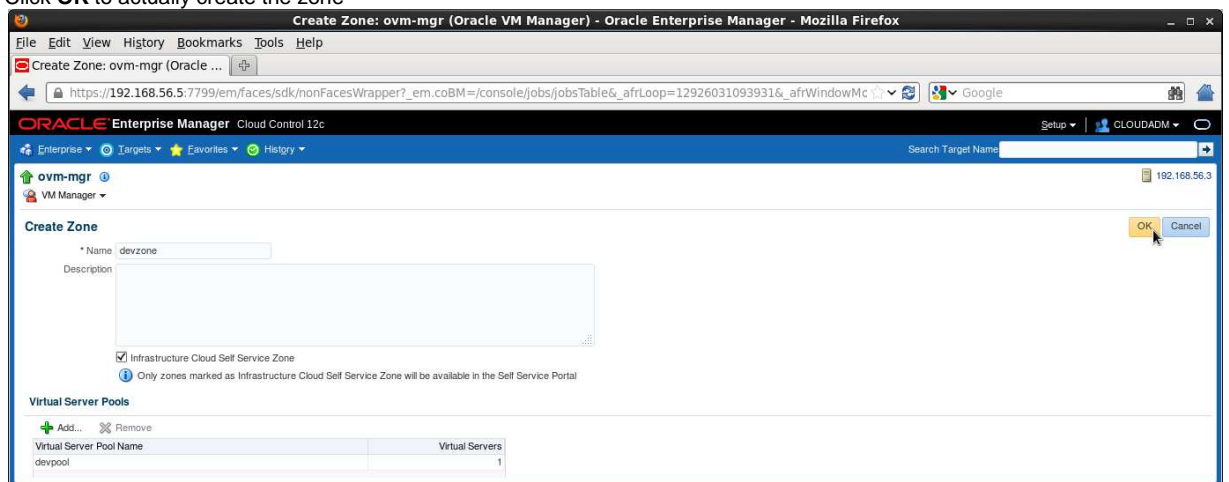 Click OK to actually create the zone
Create Zone: ovm-mgr (Oracle VM Manager) - Oracle Enterprise Manager - Mozilla Firefox
File Edit View History Bookmarks Tools Help
Create Zone: ovm-mgr (Oracle ...
https://192.168.56.5:7799/em/faces/sdk/nonFacesWrapper?_em.coBM=/console/jobs/jobsTable&_afrLoop=12926031093931&_afrWindowMc Google
ORACLE Enterprise Manager Cloud Control 12c Setup CLOUDADM
Enterprise Targets Favorites History Search Target Name
ovm-mgr 192.168.56.3
VM Manager
Create Zone OK Cancel
* Name devzone
Description
Infrastructure Cloud Self Service Zone
Only zones marked as Infrastructure Cloud Self Service Zone will be available in the Self Service Portal
Virtual Server Pools
Add... Remove
Virtual Server Pool Name Virtual Servers
devpool 1